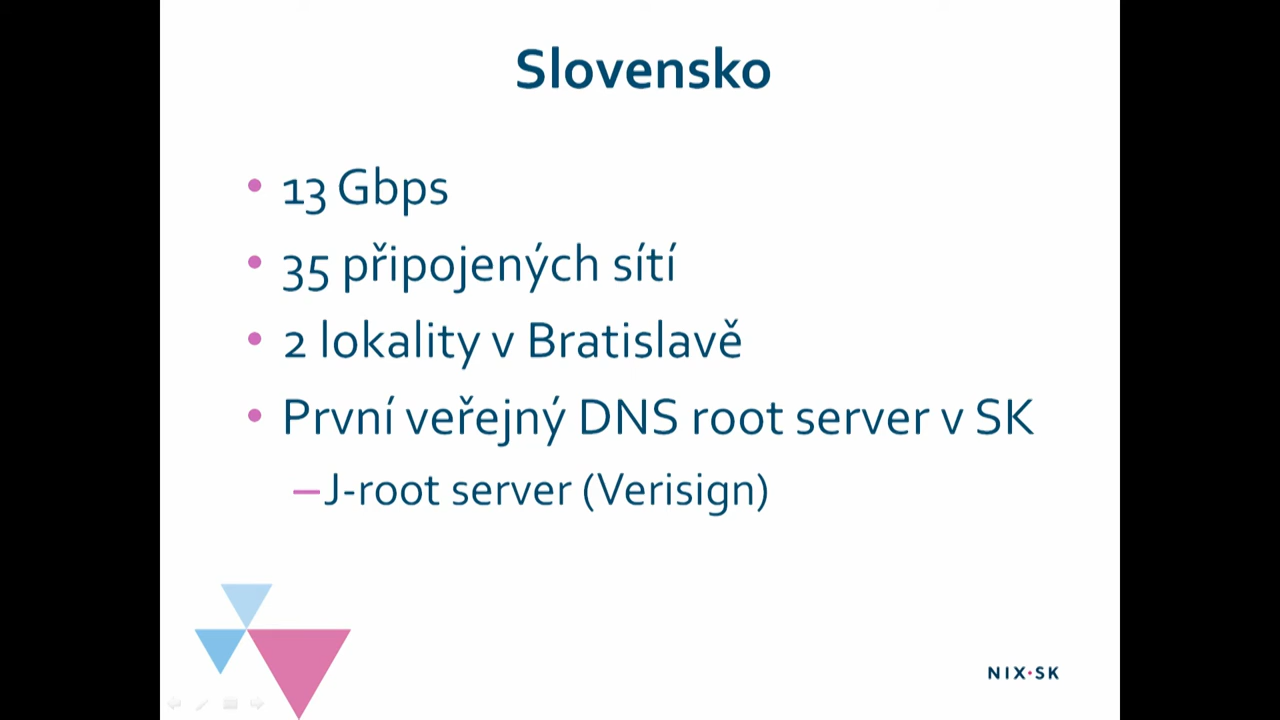 Slovensko
• 13 Gbps
• 35 připojených sítí
• 2 lokality v Bratislavě
• První veřejný DNS root server v SK
–J-root server (Verisign)
NIX•SK